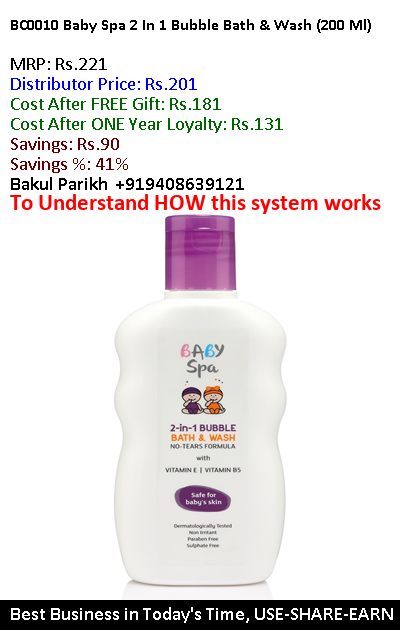 BC0010 Baby Spa 2 In 1 Bubble Bath & Wash (200 Ml)
MRP: Rs.221
Distributor Price: Rs.201
Cost After FREE Gift: Rs.181
Cost After ONE Year Loyalty: Rs.131
Savings: Rs.90
Savings %: 41%
Bakul Parikh +919408639121
To Understand HOW this system works
BABY
Spa
2-in-1 BUBBLE
BATH & WASH
NO-TEARS FORMULA
with
VITAMIN E | VITAMIN B5
Safe for
baby's skin
Dermatologically Tested
Non Irritant
Paraben Free
Sulphate Free
Best Business in Today's Time, USE-SHARE-EARN